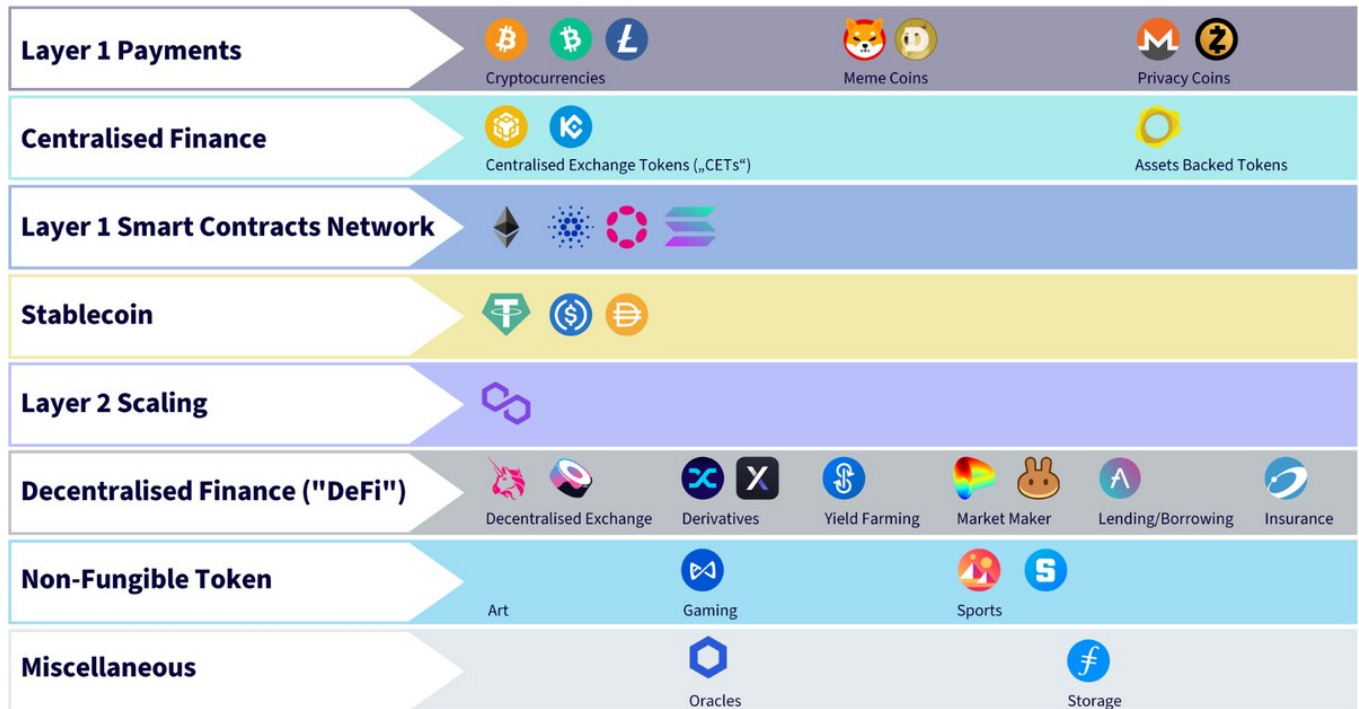 Layer 1 Payments
Cryptocurrencies
Meme Coins
Privacy Coins
Centralised Finance
Centralised Exchange Tokens („CETs“)
Assets Backed Tokens
Layer 1 Smart Contracts Network
Stablecoin
Layer 2 Scaling
Decentralised Finance ("DeFi")
Decentralised Exchange
Derivatives
Yield Farming
Market Maker
Lending/Borrowing
Insurance
Non-Fungible Token
Art
Gaming
Sports
Miscellaneous
Oracles
Storage